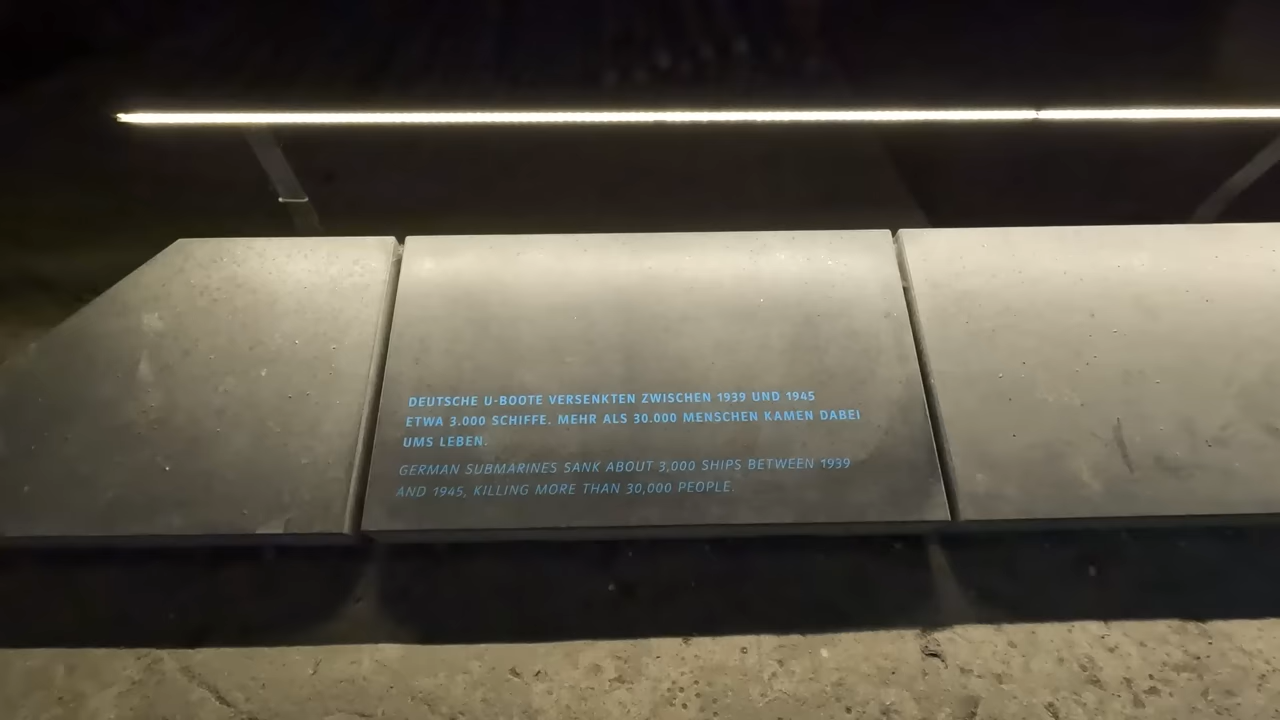 DEUTSCHE U-BOOTE VERSENKTEN ZWISCHEN 1939 UND 1945
ETWA 3.000 SCHIFFE. MEHR ALS 30.000 MENSCHEN KAMEN DABEI
UMS LEBEN.
GERMAN SUBMARINES SANK ABOUT 3,000 SHIPS BETWEEN 1939
AND 1945, KILLING MORE THAN 30,000 PEOPLE.